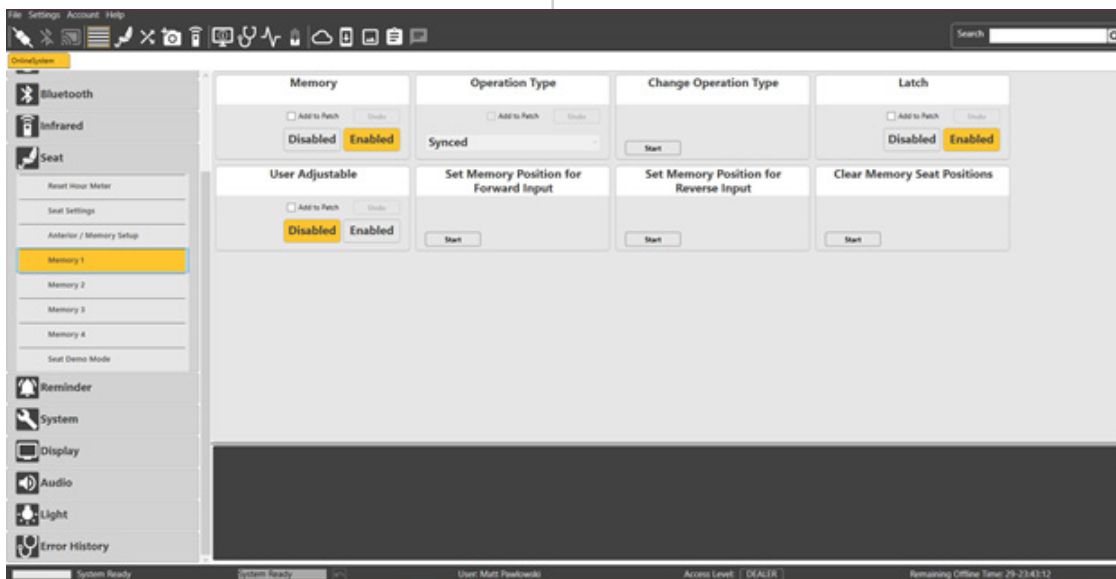 File Settings Account Help
Search
OnlineSystem
Bluetooth
Infrared
Seat
Reset Hour Meter
Seat Settings
Anterior / Memory Setup
Memory 1
Memory 2
Memory 3
Memory 4
Seat Demo Mode
Reminder
System
Display
Audio
Light
Error History
Memory
Add to Patch Undo
Disabled Enabled
Operation Type
Add to Patch Undo
Synced
Change Operation Type
Start
Latch
Add to Patch Undo
Disabled Enabled
User Adjustable
Add to Patch Undo
Disabled Enabled
Set Memory Position for
Forward Input
Start
Set Memory Position for
Reverse Input
Start
Clear Memory Seat Positions
Start
System Ready System Ready User: Matt Pawlowski Access Level: DEALER Remaining Offline Time: 29-23:43:12